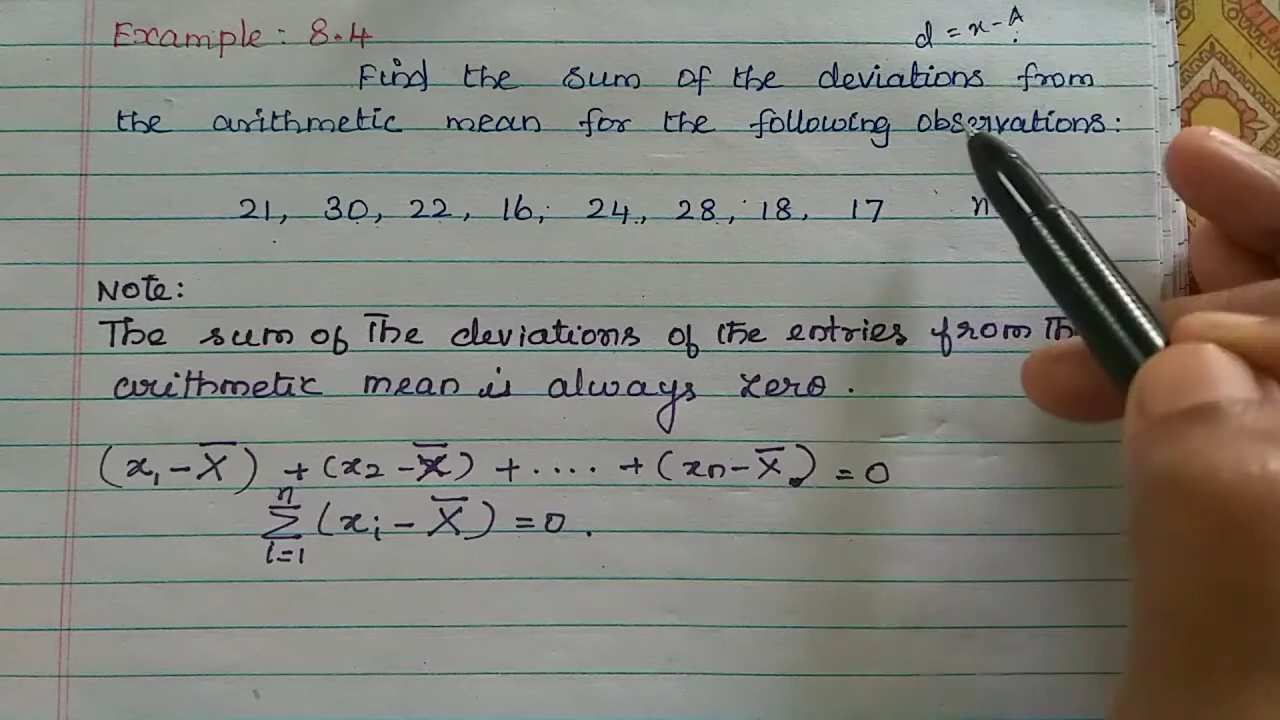 Example: 8.4
d = x - A
Find the sum of the deviations from
the arithmetic mean for the following observations:
21, 30, 22, 16, 24, 28, 18, 17 n
Note:
The sum of The deviations of the entries from
arithmetic mean is always zero.
(x₁ - X̅) + (x₂ - X̅) + .... + (xn - X̅) = 0
n
Σ (xi - X̅) = 0.
i=1